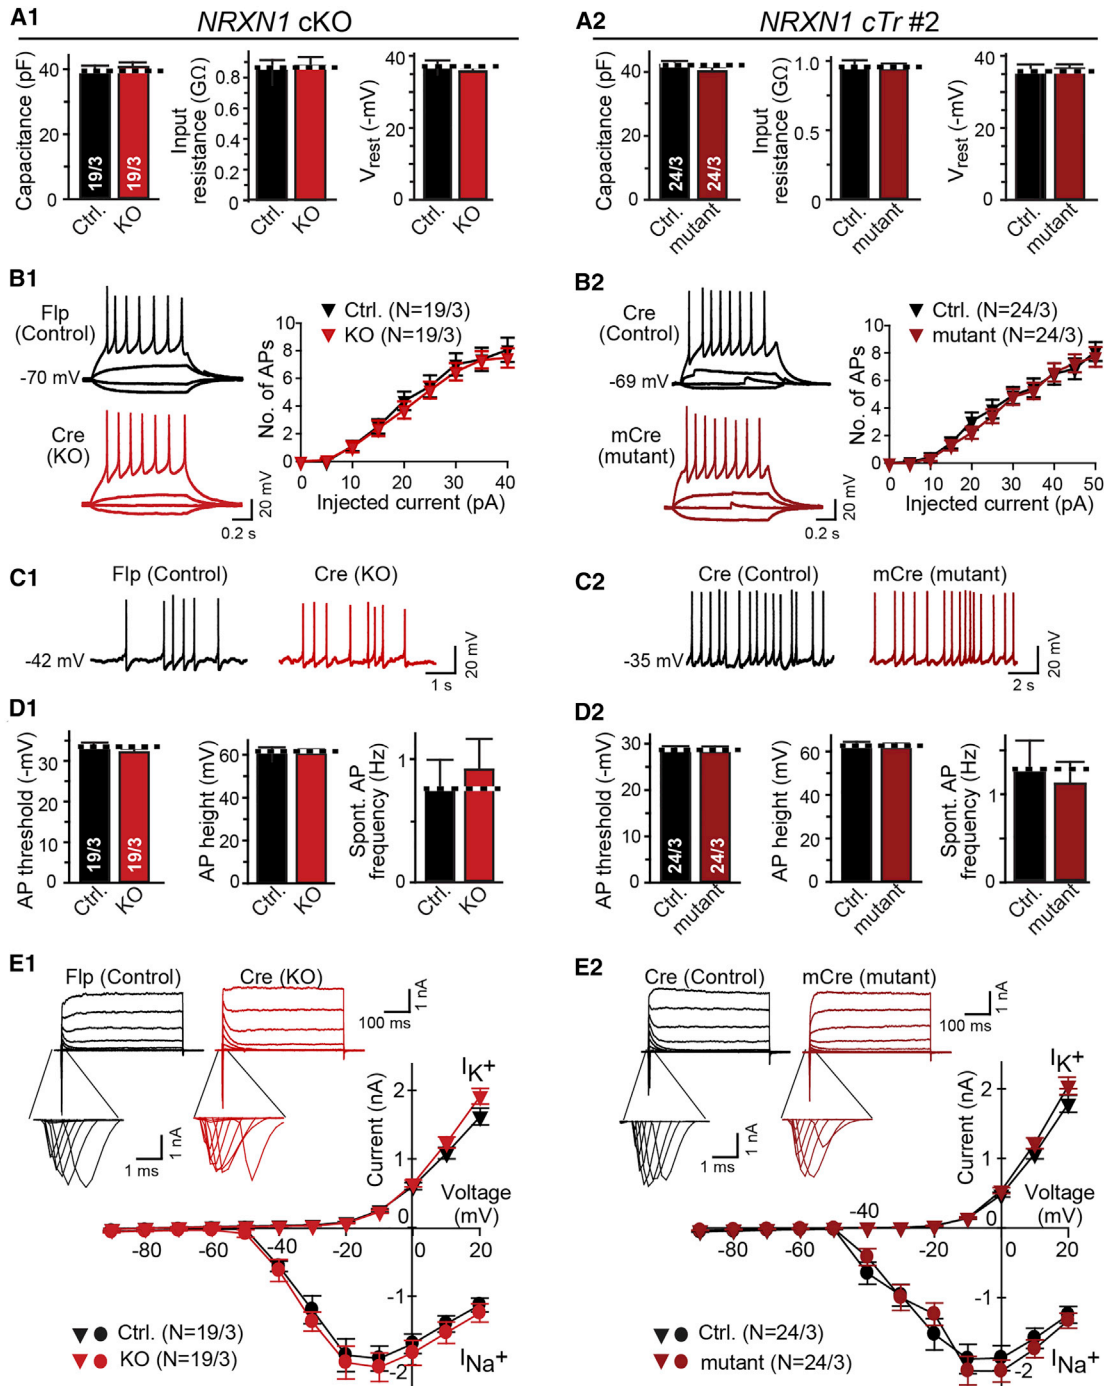 A1
NRXN1 cKO
Capacitance (pF)
40
20
0
19/3
19/3
Ctrl.
KO
Input
resistance (GΩ)
0.8
0.6
0.4
0.2
0
Ctrl.
KO
Vrest (-mV)
40
20
0
Ctrl.
KO
A2
NRXN1 cTr #2
Capacitance (pF)
40
20
0
24/3
24/3
Ctrl.
mutant
Input
resistance (GΩ)
1.0
0.5
0
Ctrl.
mutant
Vrest (-mV)
40
20
0
Ctrl.
mutant
B1
Flp
(Control)
-70 mV
Cre
(KO)
20 mV
0.2 s
Ctrl. (N=19/3)
KO (N=19/3)
No. of APs
10
8
6
4
2
0
0 10 20 30 40
Injected current (pA)
B2
Cre
(Control)
-69 mV
mCre
(mutant)
20 mV
0.2 s
Ctrl. (N=24/3)
mutant (N=24/3)
No. of APs
10
8
6
4
2
0
0 10 20 30 40 50
Injected current (pA)
C1
Flp (Control)
Cre (KO)
-42 mV
20 mV
1 s
C2
Cre (Control)
mCre (mutant)
-35 mV
20 mV
2 s
D1
AP threshold (-mV)
30
20
10
0
19/3
19/3
Ctrl.
KO
AP height (mV)
60
40
20
0
Ctrl.
KO
Spont. AP
frequency (Hz)
1
0
Ctrl.
KO
D2
AP threshold (-mV)
30
20
10
0
24/3
24/3
Ctrl.
mutant
AP height (mV)
60
40
20
0
Ctrl.
mutant
Spont. AP
frequency (Hz)
1
0
Ctrl.
mutant
E1
Flp (Control)
Cre (KO)
1 nA
100 ms
1 nA
1 ms
Current (nA)
IK+
2
1
0
Voltage
(mV)
-80 -60 -40 -20 0 20
-1
-2
INa+
Ctrl. (N=19/3)
KO (N=19/3)
E2
Cre (Control)
mCre (mutant)
1 nA
100 ms
1 nA
1 ms
Current (nA)
IK+
2
1
0
Voltage
(mV)
-40
-80 -60 -20 0 20
-1
-2
INa+
Ctrl. (N=24/3)
mutant (N=24/3)